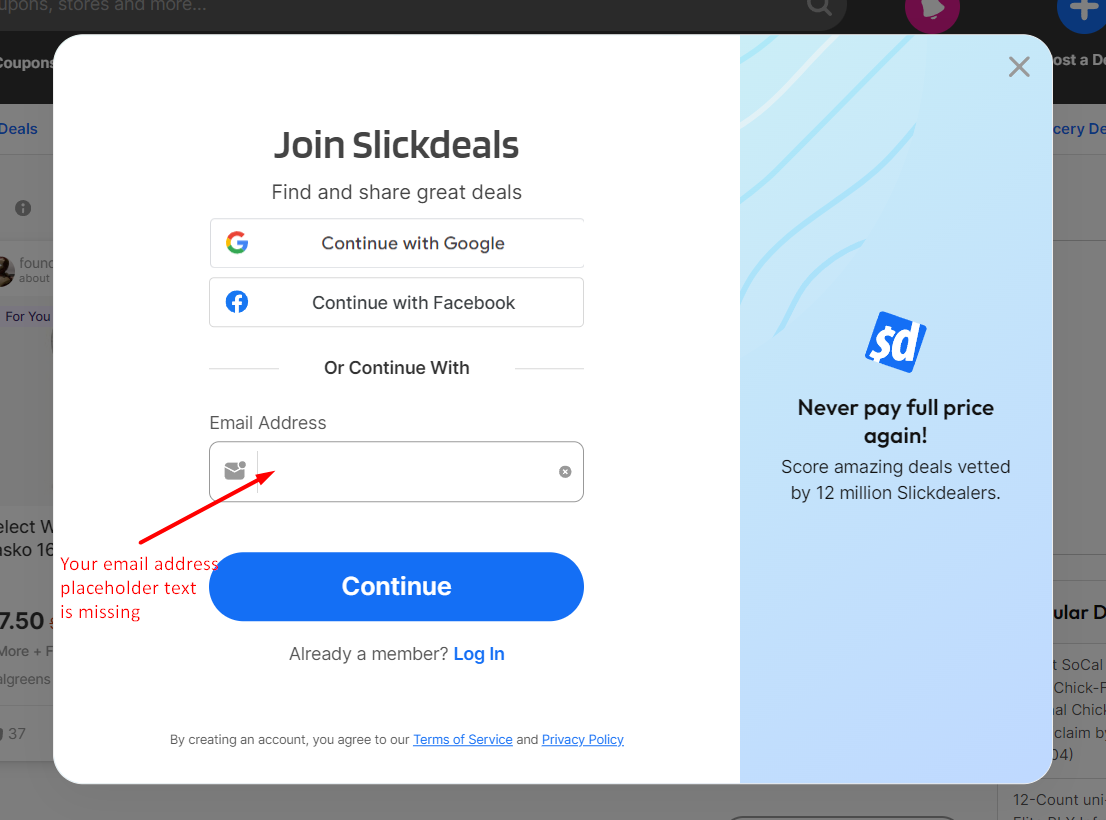 upons, stores and more...
Coupons
ost a De
Deals
cery De
Join Slickdeals
Find and share great deals
Continue with Google
Continue with Facebook
Or Continue With
Email Address
Your email address
placeholder text
is missing
Continue
Already a member? Log In
By creating an account, you agree to our Terms of Service and Privacy Policy
$d
Never pay full price
again!
Score amazing deals vetted
by 12 million Slickdealers.
found
about
For You
elect W
asko 16
7.50
More + F
algreens
37
ular D
t SoCal
Chick-F
al Chick
claim by
04)
12-Count uni-